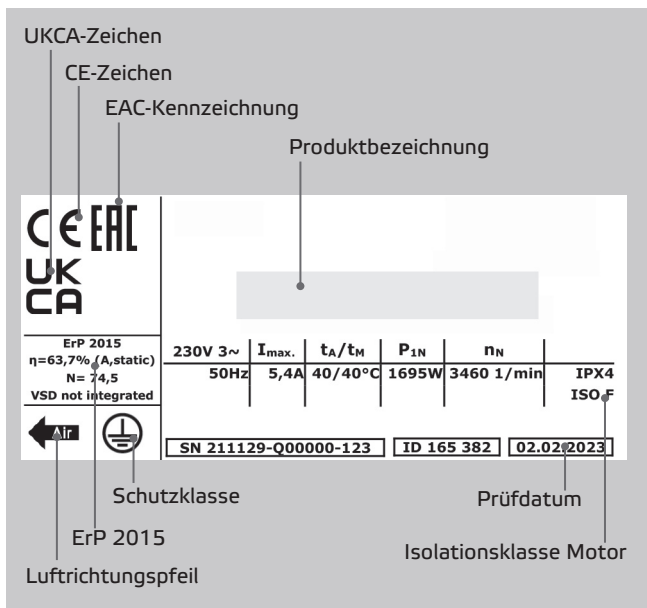 UKCA-Zeichen
CE-Zeichen
EAC-Kennzeichnung
Produktbezeichnung
CE EAC
UK
CA
ErP 2015
η=63,7% (A,static)
N= 74,5
VSD not integrated
230V 3~ Imax. tA/tM P1N nN
50Hz 5,4A 40/40°C 1695W 3460 1/min IPX4
ISO F
Air
SN 211129-Q00000-123 ID 165 382 02.02.2023
Schutzklasse
Prüfdatum
ErP 2015
Isolationsklasse Motor
Luftrichtungspfeil